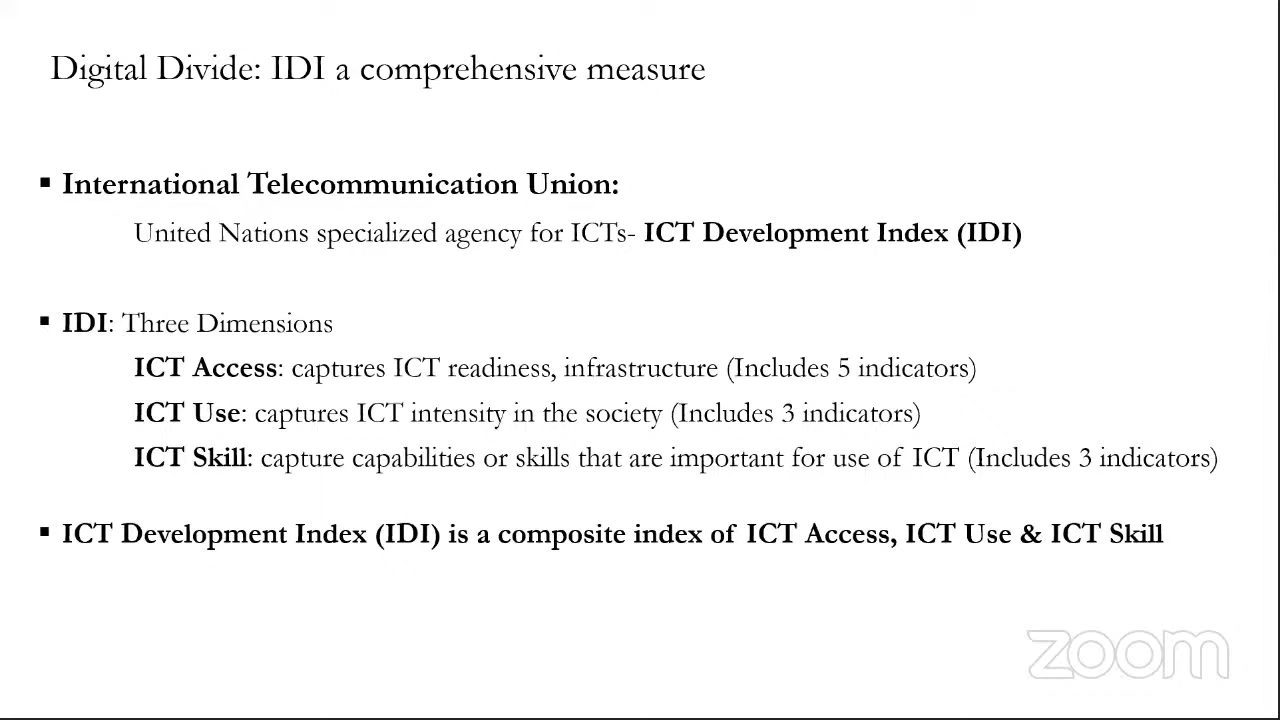 Digital Divide: IDI a comprehensive measure
▪ International Telecommunication Union:
United Nations specialized agency for ICTs- ICT Development Index (IDI)
▪ IDI: Three Dimensions
ICT Access: captures ICT readiness, infrastructure (Includes 5 indicators)
ICT Use: captures ICT intensity in the society (Includes 3 indicators)
ICT Skill: capture capabilities or skills that are important for use of ICT (Includes 3 indicators)
▪ ICT Development Index (IDI) is a composite index of ICT Access, ICT Use & ICT Skill
zoom